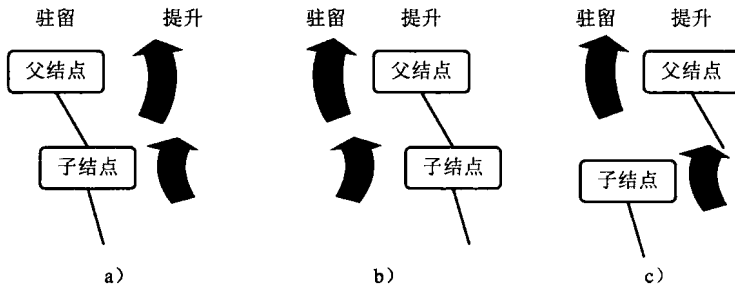 驻留 提升 驻留 提升 驻留 提升
父结点 父结点 父结点
子结点 子结点 子结点
a） b） c）